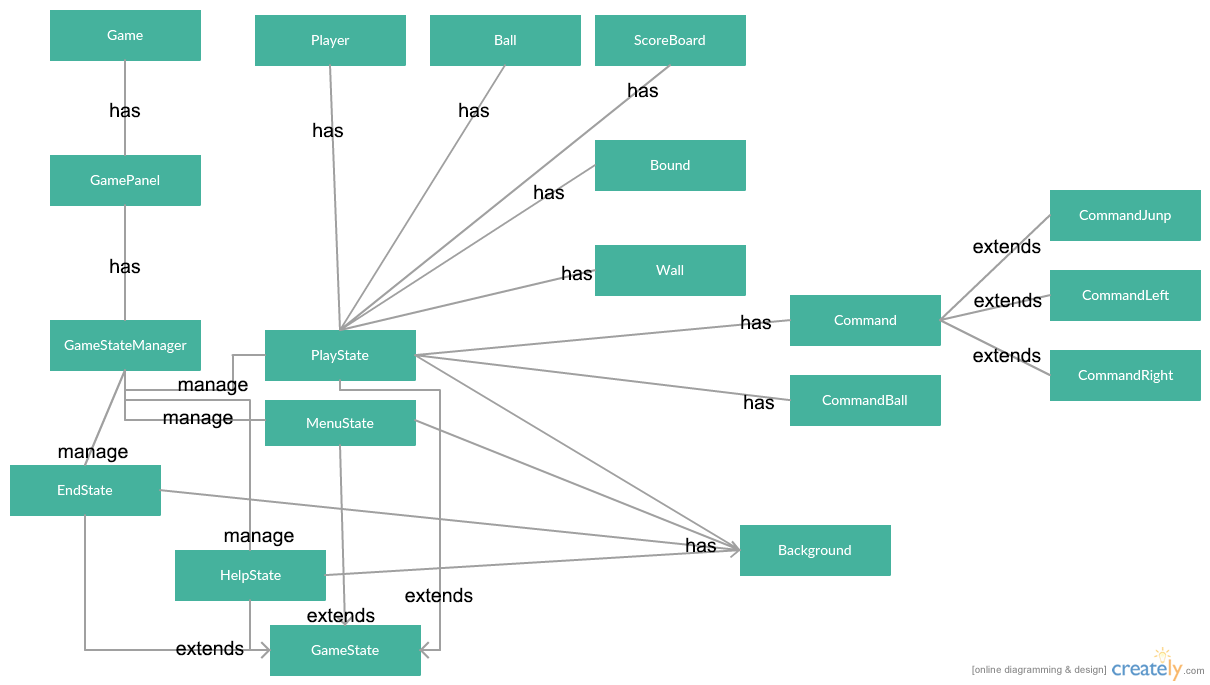 Game
Player
Ball
ScoreBoard
has
has
has
has
GamePanel
Bound
has
CommandJunp
extends
has
has
Wall
CommandLeft
extends
GameStateManager
PlayState
has
Command
extends
CommandRight
manage
manage
MenuState
has
CommandBall
manage
EndState
manage
has
Background
HelpState
extends
extends
extends
GameState
[online diagramming & design] creately.com